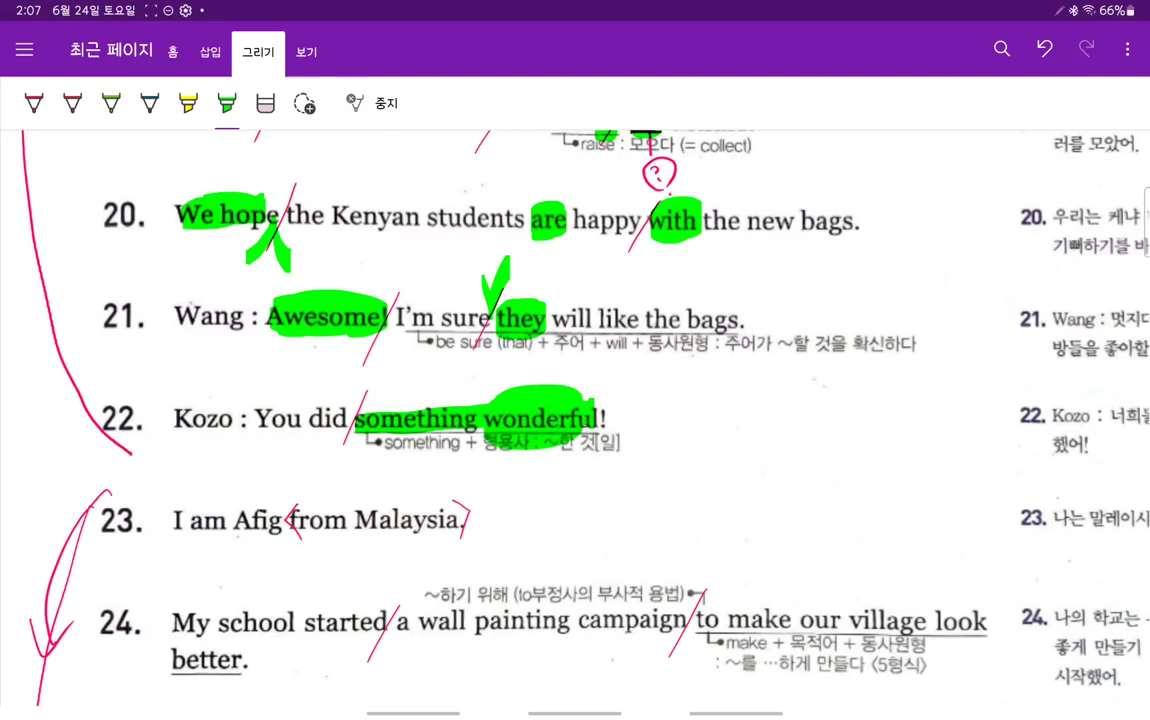 2:07 6월 24일 토요일 66%
최근 페이지 홈 삽입 그리기 보기
중지
raise : 모으다 (= collect)
러를 모았어.
?
20. We hope the Kenyan students are happy with the new bags.
20. 우리는 케냐
기뻐하기를 바
21. Wang : Awesome! I'm sure they will like the bags.
be sure (that) + 주어 + will + 동사원형 : 주어가 ~할 것을 확신하다
21. Wang : 멋지다
방들을 좋아할
22. Kozo : You did something wonderful!
something + 형용사 : ~한 것[일]
22. Kozo : 너희들
했어!
23. I am Afig from Malaysia.
23. 나는 말레이시
~하기 위해 (to부정사의 부사적 용법)
24. My school started a wall painting campaign to make our village look
make + 목적어 + 동사원형
better.
: ~를 …하게 만들다 〈5형식〉
24. 나의 학교는
좋게 만들기
시작했어.